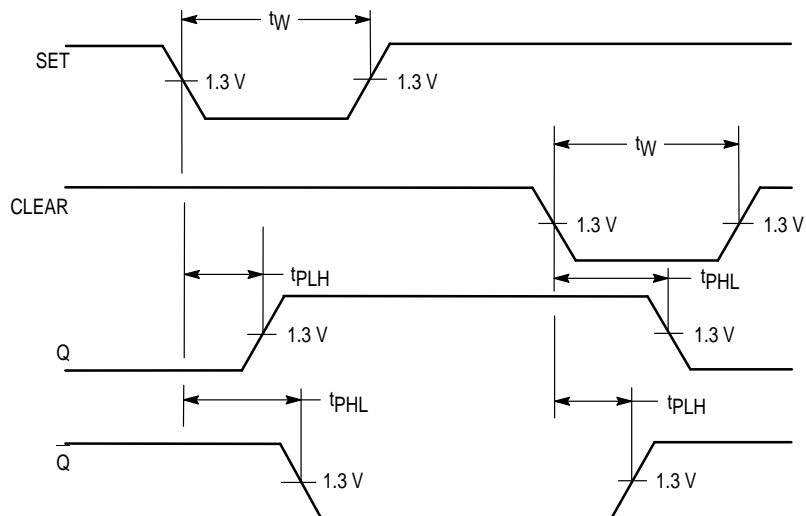 tW
SET
1.3 V
1.3 V
tW
CLEAR
1.3 V
1.3 V
tPLH
tPHL
1.3 V
1.3 V
Q
tPHL
tPLH
Q̅
1.3 V
1.3 V